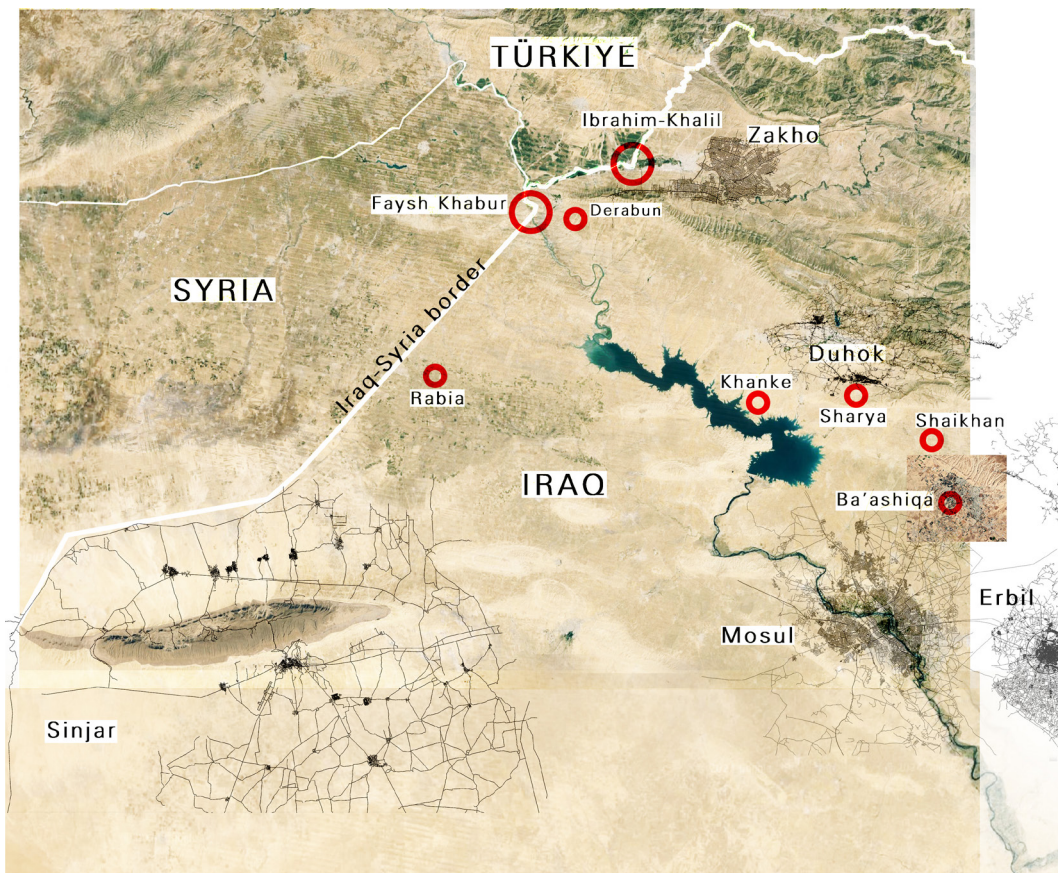 TÜRKIYE
Ibrahim-Khalil
Zakho
Faysh Khabur
Derabun
SYRIA
Iraq-Syria border
Duhok
Rabia
Khanke
Sharya
Shaikhan
IRAQ
Ba'ashiqa
Erbil
Mosul
Sinjar